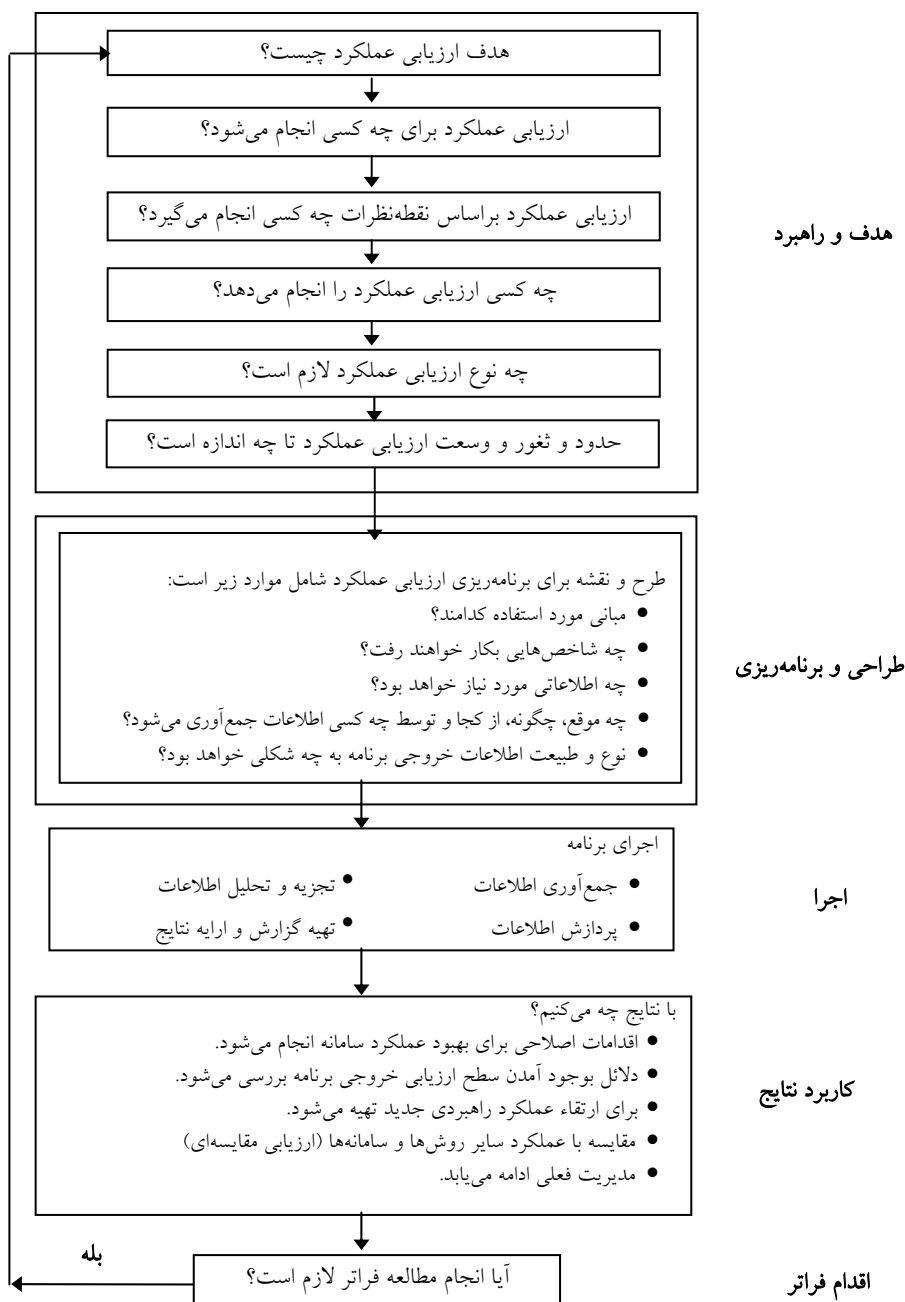 هدف ارزیابی عملکرد چیست؟
ارزیابی عملکرد برای چه کسی انجام می‌شود؟
ارزیابی عملکرد براساس نقطه‌نظرات چه کسی انجام می‌گیرد؟
چه کسی ارزیابی عملکرد را انجام می‌دهد؟
چه نوع ارزیابی عملکرد لازم است؟
حدود و ثغور و وسعت ارزیابی عملکرد تا چه اندازه است؟
هدف و راهبرد
طرح و نقشه برای برنامه‌ریزی ارزیابی عملکرد شامل موارد زیر است:
● مبانی مورد استفاده کدامند؟
● چه شاخص‌هایی بکار خواهند رفت؟
● چه اطلاعاتی مورد نیاز خواهد بود؟
● چه موقع، چگونه، از کجا و توسط چه کسی اطلاعات جمع‌آوری می‌شود؟
● نوع و طبیعت اطلاعات خروجی برنامه به چه شکلی خواهد بود؟
طراحی و برنامه‌ریزی
اجرای برنامه
● جمع‌آوری اطلاعات ● تجزیه و تحلیل اطلاعات
● پردازش اطلاعات ● تهیه گزارش و ارایه نتایج
اجرا
با نتایج چه می‌کنیم؟
● اقدامات اصلاحی برای بهبود عملکرد سامانه انجام می‌شود.
● دلائل بوجود آمدن سطح ارزیابی خروجی برنامه بررسی می‌شود.
● برای ارتقاء عملکرد راهبردی جدید تهیه می‌شود.
● مقایسه با عملکرد سایر روش‌ها و سامانه‌ها (ارزیابی مقایسه‌ای)
● مدیریت فعلی ادامه می‌یابد.
کاربرد نتایج
آیا انجام مطالعه فراتر لازم است؟
بله
اقدام فراتر